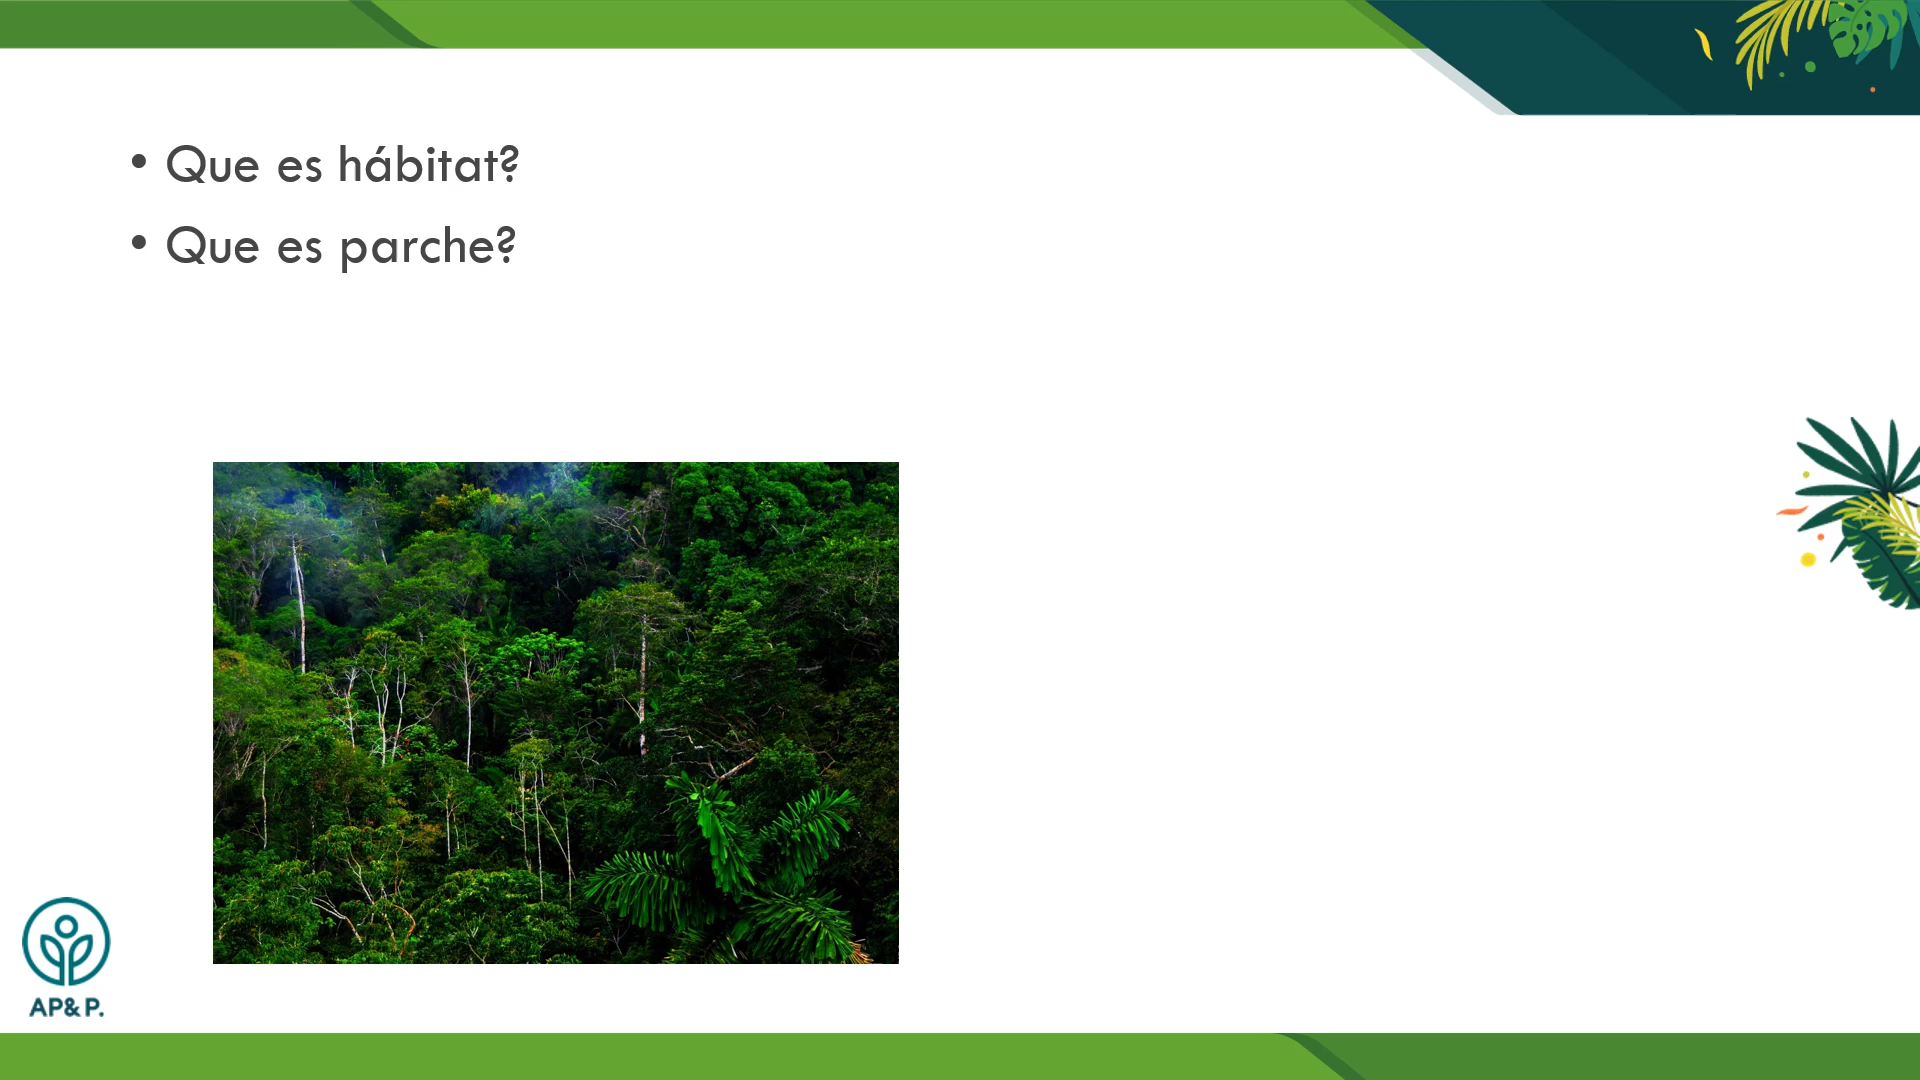 • Que es hábitat?
• Que es parche?
AP&P.